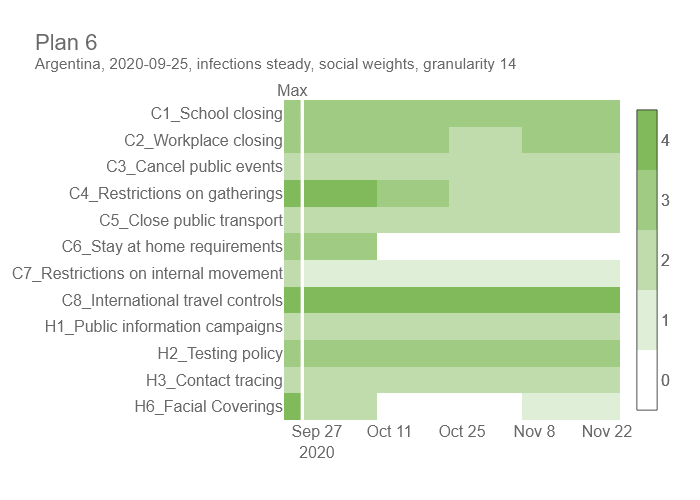 Plan 6
Argentina, 2020-09-25, infections steady, social weights, granularity 14
Max
C1_School closing
C2_Workplace closing
C3_Cancel public events
C4_Restrictions on gatherings
C5_Close public transport
C6_Stay at home requirements
C7_Restrictions on internal movement
C8_International travel controls
H1_Public information campaigns
H2_Testing policy
H3_Contact tracing
H6_Facial Coverings
Sep 27 Oct 11 Oct 25 Nov 8 Nov 22
2020
4
3
2
1
0